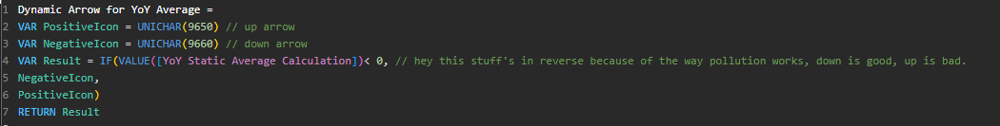 1 Dynamic Arrow for YoY Average =
2 VAR PositiveIcon = UNICHAR(9650) // up arrow
3 VAR NegativeIcon = UNICHAR(9660) // down arrow
4 VAR Result = IF(VALUE([YoY Static Average Calculation])< 0, // hey this stuff's in reverse because of the way pollution works, down is good, up is bad.
5 NegativeIcon,
6 PositiveIcon)
7 RETURN Result